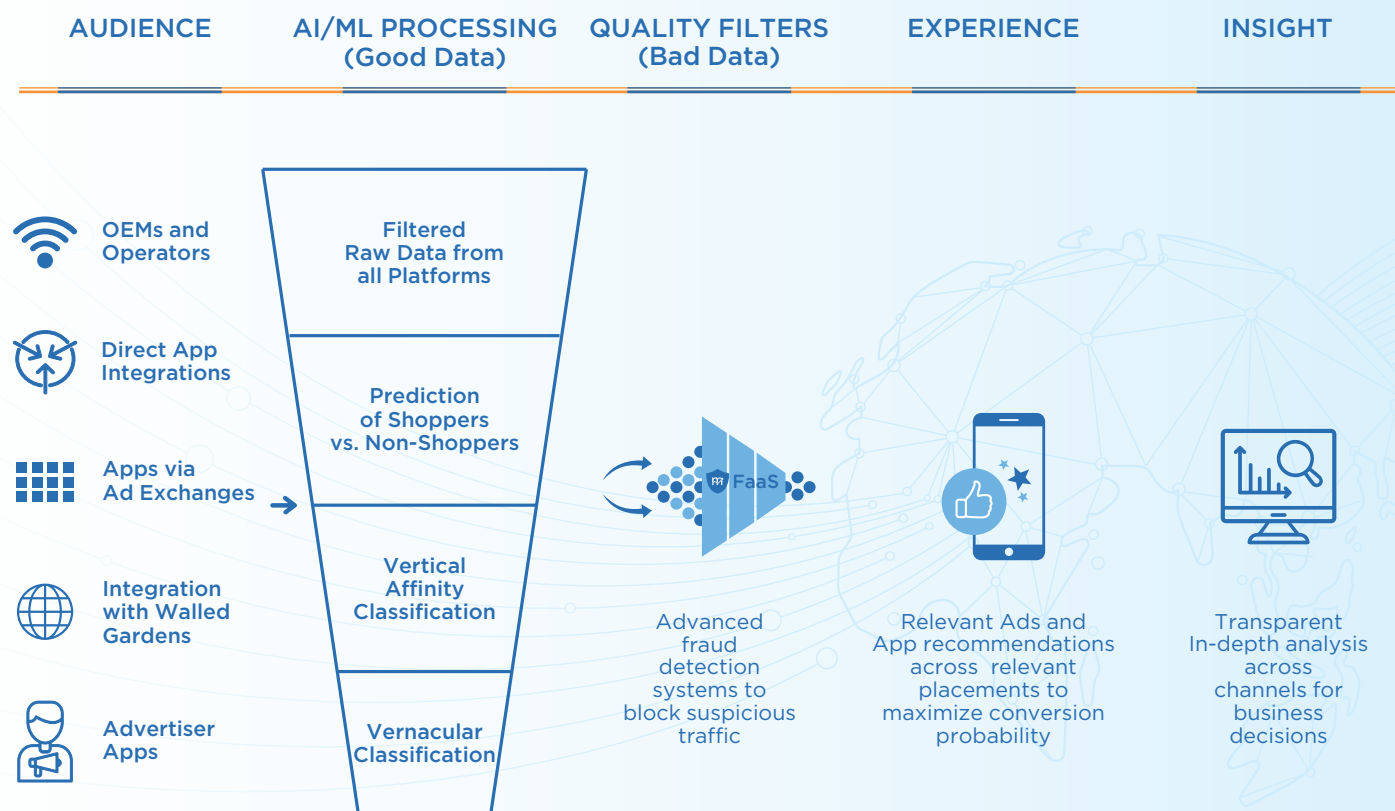 AUDIENCE
AI/ML PROCESSING
(Good Data)
QUALITY FILTERS
(Bad Data)
EXPERIENCE
INSIGHT
OEMs and
Operators
Direct App
Integrations
Apps via
Ad Exchanges
Integration
with Walled
Gardens
Advertiser
Apps
Filtered
Raw Data from
all Platforms
Prediction
of Shoppers
vs. Non-Shoppers
Vertical
Affinity
Classification
Vernacular
Classification
FaaS
Advanced
fraud
detection
systems to
block suspicious
traffic
Relevant Ads and
App recommendations
across relevant
placements to
maximize conversion
probability
Transparent
In-depth analysis
across
channels for
business
decisions